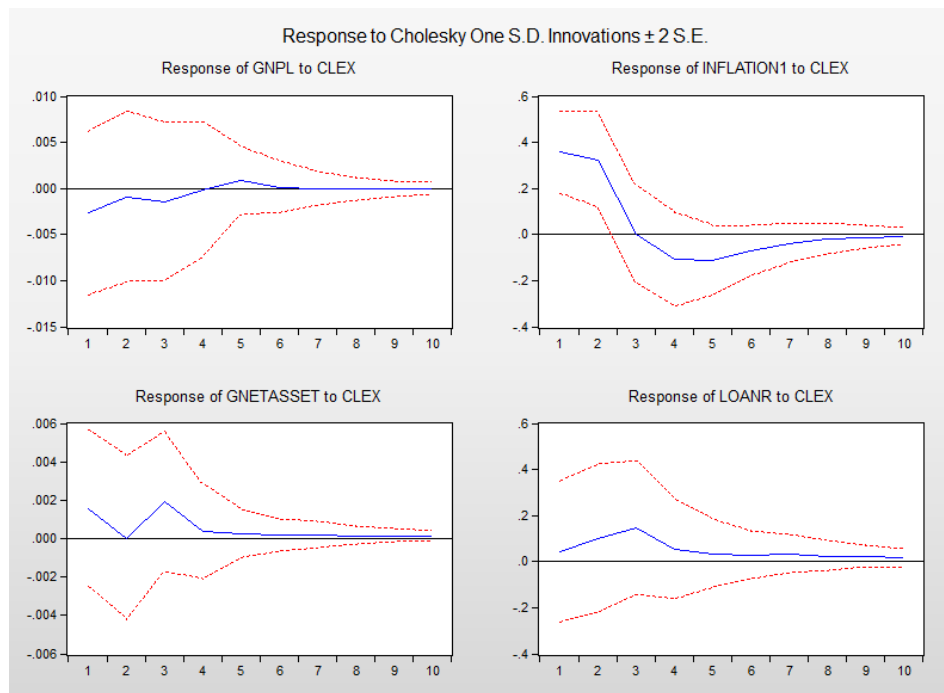 Response to Cholesky One S.D. Innovations ± 2 S.E.
Response of GNPL to CLEX
.010
.005
.000
-.005
-.010
-.015
1 2 3 4 5 6 7 8 9 10
Response of INFLATION1 to CLEX
.6
.4
.2
.0
-.2
-.4
1 2 3 4 5 6 7 8 9 10
Response of GNETASSET to CLEX
.006
.004
.002
.000
-.002
-.004
-.006
1 2 3 4 5 6 7 8 9 10
Response of LOANR to CLEX
.6
.4
.2
.0
-.2
-.4
1 2 3 4 5 6 7 8 9 10